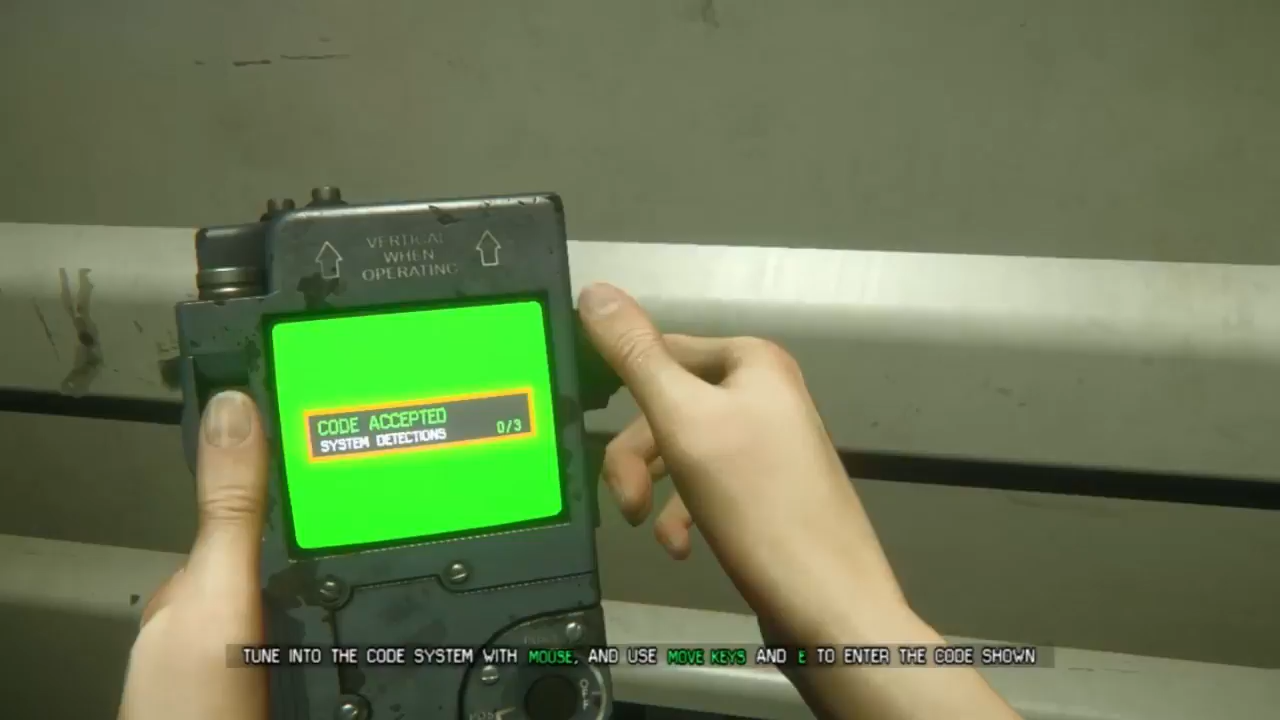 VERTICAL
WHEN
OPERATING
CODE ACCEPTED
SYSTEM DETECTIONS 0/3
TUNE INTO THE CODE SYSTEM WITH MOUSE, AND USE MOVE KEYS AND E TO ENTER THE CODE SHOWN